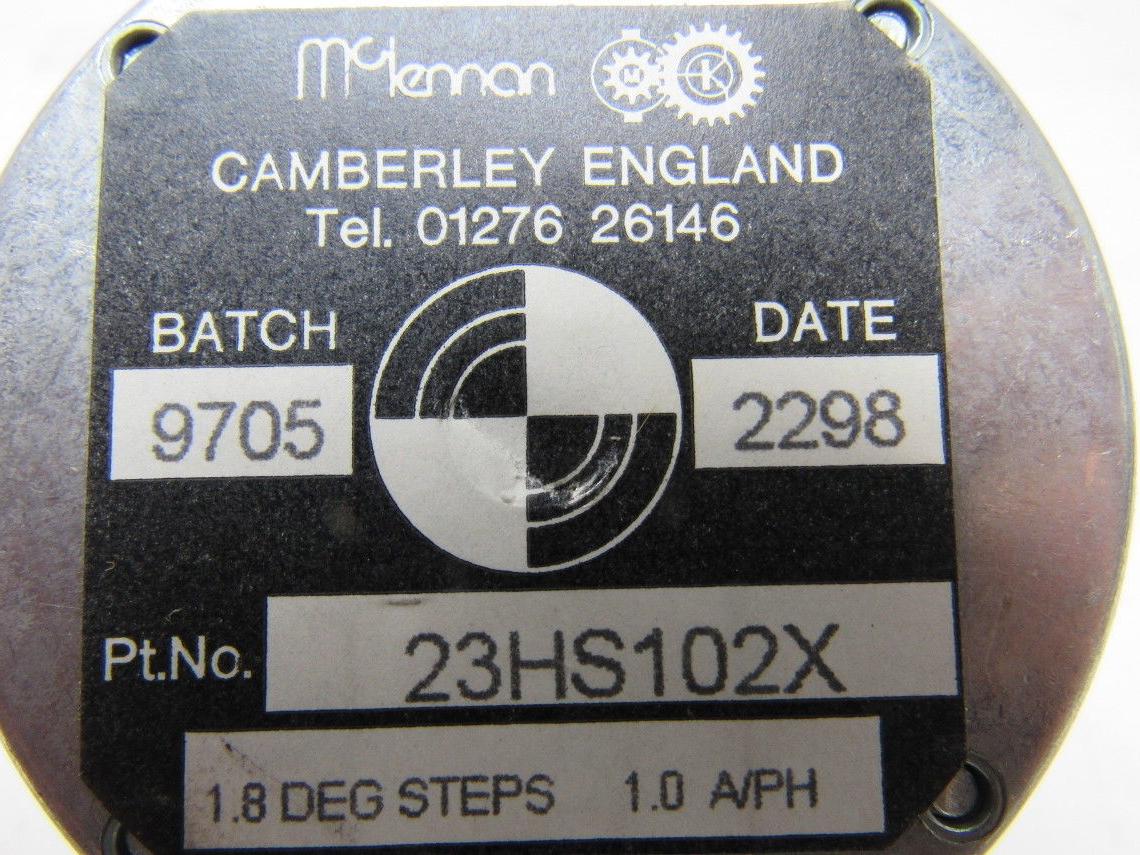 McLennan M K
CAMBERLEY ENGLAND
Tel. 01276 26146
BATCH DATE
9705 2298
Pt.No. 23HS102X
1.8 DEG STEPS 1.0 A/PH